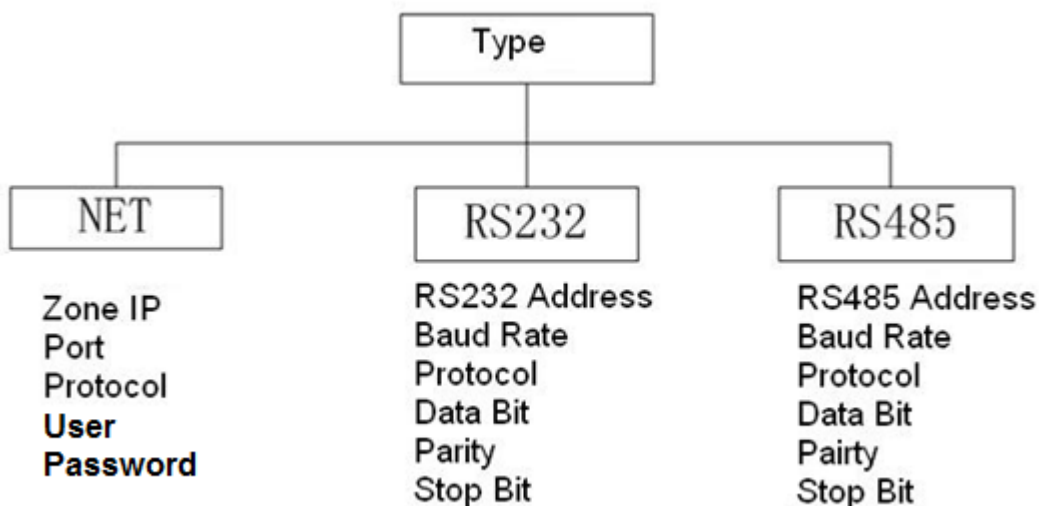 Type
NET
RS232
RS485
Zone IP
Port
Protocol
User
Password
RS232 Address
Baud Rate
Protocol
Data Bit
Parity
Stop Bit
RS485 Address
Baud Rate
Protocol
Data Bit
Pairty
Stop Bit